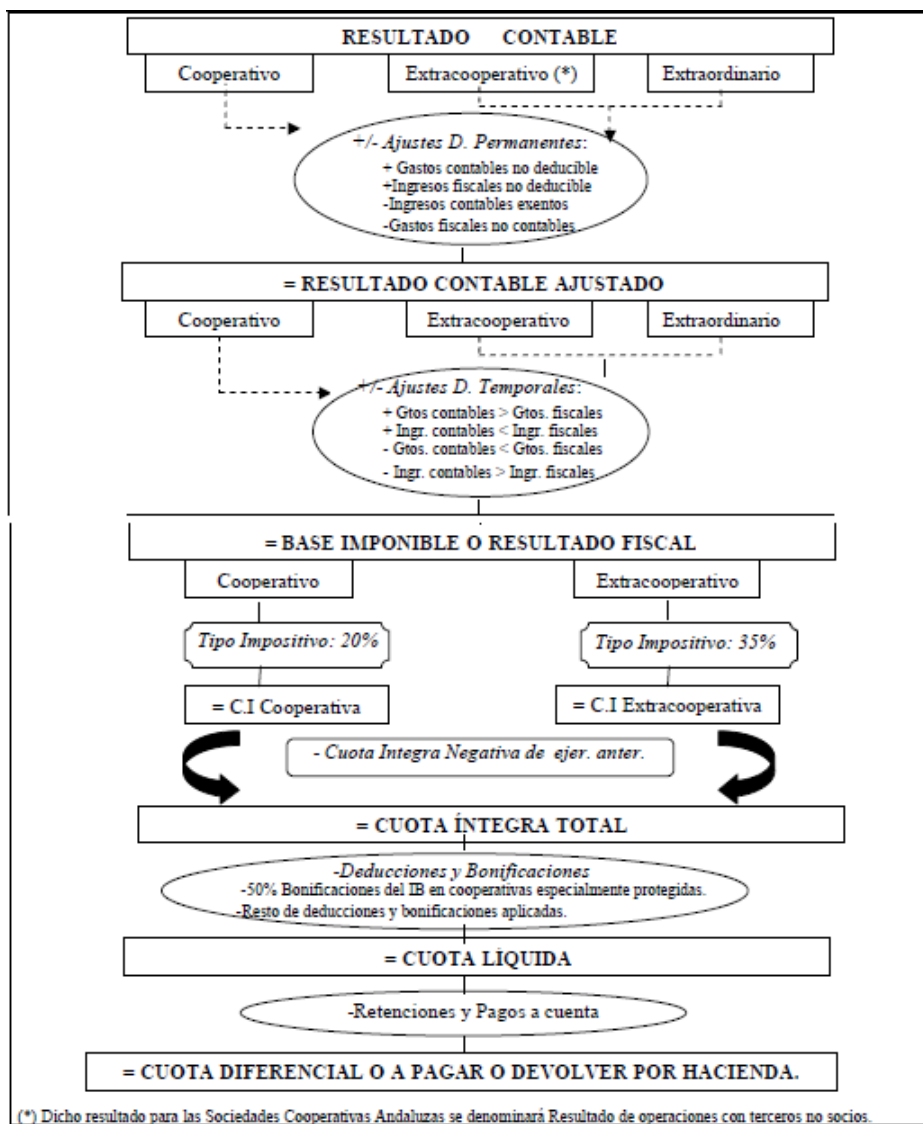 RESULTADO CONTABLE
Cooperativo Extracooperativo (*) Extraordinario
+/- Ajustes D. Permanentes:
+ Gastos contables no deducible
+Ingresos fiscales no deducible
-Ingresos contables exentos
-Gastos fiscales no contables
= RESULTADO CONTABLE AJUSTADO
Cooperativo Extracooperativo Extraordinario
+/- Ajustes D. Temporales:
+ Gtos contables > Gtos. fiscales
+ Ingr. contables < Ingr. fiscales
- Gtos. contables < Gtos. fiscales
- Ingr. contables > Ingr. fiscales
= BASE IMPONIBLE O RESULTADO FISCAL
Cooperativo Extracooperativo
Tipo Impositivo: 20% Tipo Impositivo: 35%
= C.I Cooperativa = C.I Extracooperativa
- Cuota Integra Negativa de ejer. anter.
= CUOTA ÍNTEGRA TOTAL
-Deducciones y Bonificaciones
-50% Bonificaciones del IB en cooperativas especialmente protegidas.
-Resto de deducciones y bonificaciones aplicadas.
= CUOTA LÍQUIDA
-Retenciones y Pagos a cuenta
= CUOTA DIFERENCIAL O A PAGAR O DEVOLVER POR HACIENDA.
(*) Dicho resultado para las Sociedades Cooperativas Andaluzas se denominará Resultado de operaciones con terceros no socios.